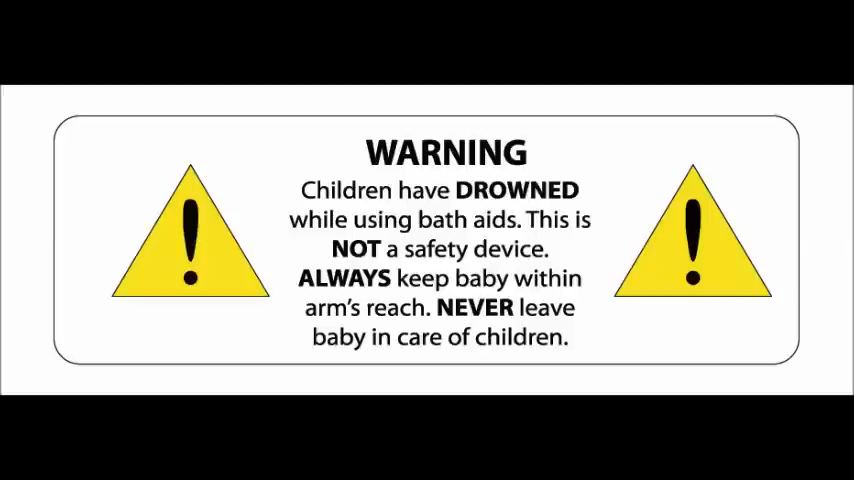 WARNING
Children have DROWNED
while using bath aids. This is
NOT a safety device.
ALWAYS keep baby within
arm's reach. NEVER leave
baby in care of children.